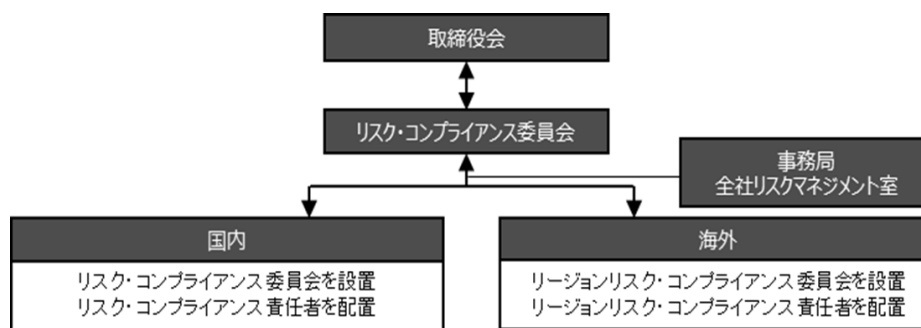 取締役会
リスク・コンプライアンス委員会
事務局
全社リスクマネジメント室
国内
リスク・コンプライアンス委員会を設置
リスク・コンプライアンス責任者を配置
海外
リージョンリスク・コンプライアンス委員会を設置
リージョンリスク・コンプライアンス責任者を配置